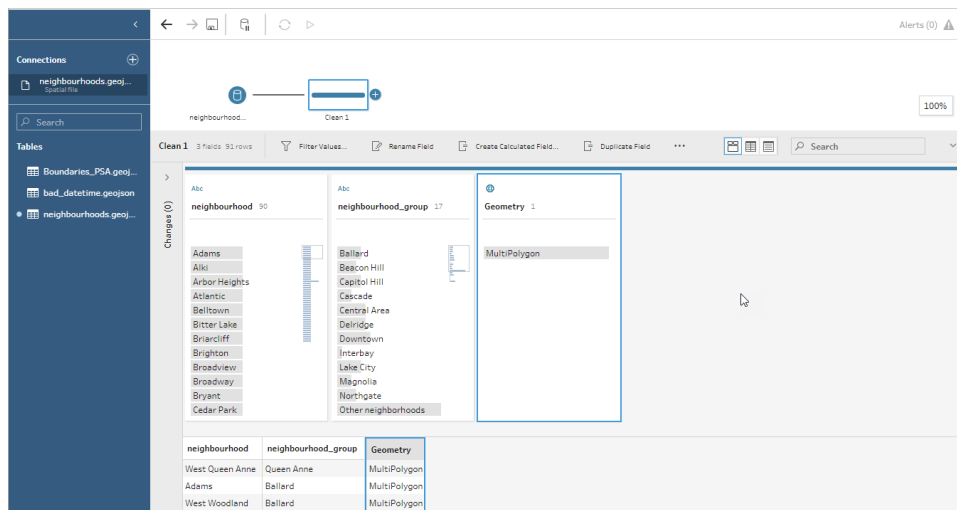 Alerts (0)
Connections
neighbourhoods.geoj...
Spatial file
Search
Tables
Boundaries_PSA.geoj...
bad_datetime.geojson
neighbourhoods.geoj...
neighbourhood...
Clean 1
100%
Clean 1 3 fields 91 rows Filter Values... Rename Field Create Calculated Field... Duplicate Field ... Search
Changes (0)
Abc
neighbourhood 90
Adams
Alki
Arbor Heights
Atlantic
Belltown
Bitter Lake
Briarcliff
Brighton
Broadview
Broadway
Bryant
Cedar Park
Abc
neighbourhood_group 17
Ballard
Beacon Hill
Capitol Hill
Cascade
Central Area
Delridge
Downtown
Interbay
Lake City
Magnolia
Northgate
Other neighborhoods
Geometry 1
MultiPolygon
neighbourhood neighbourhood_group Geometry
West Queen Anne Queen Anne MultiPolygon
Adams Ballard MultiPolygon
West Woodland Ballard MultiPolygon